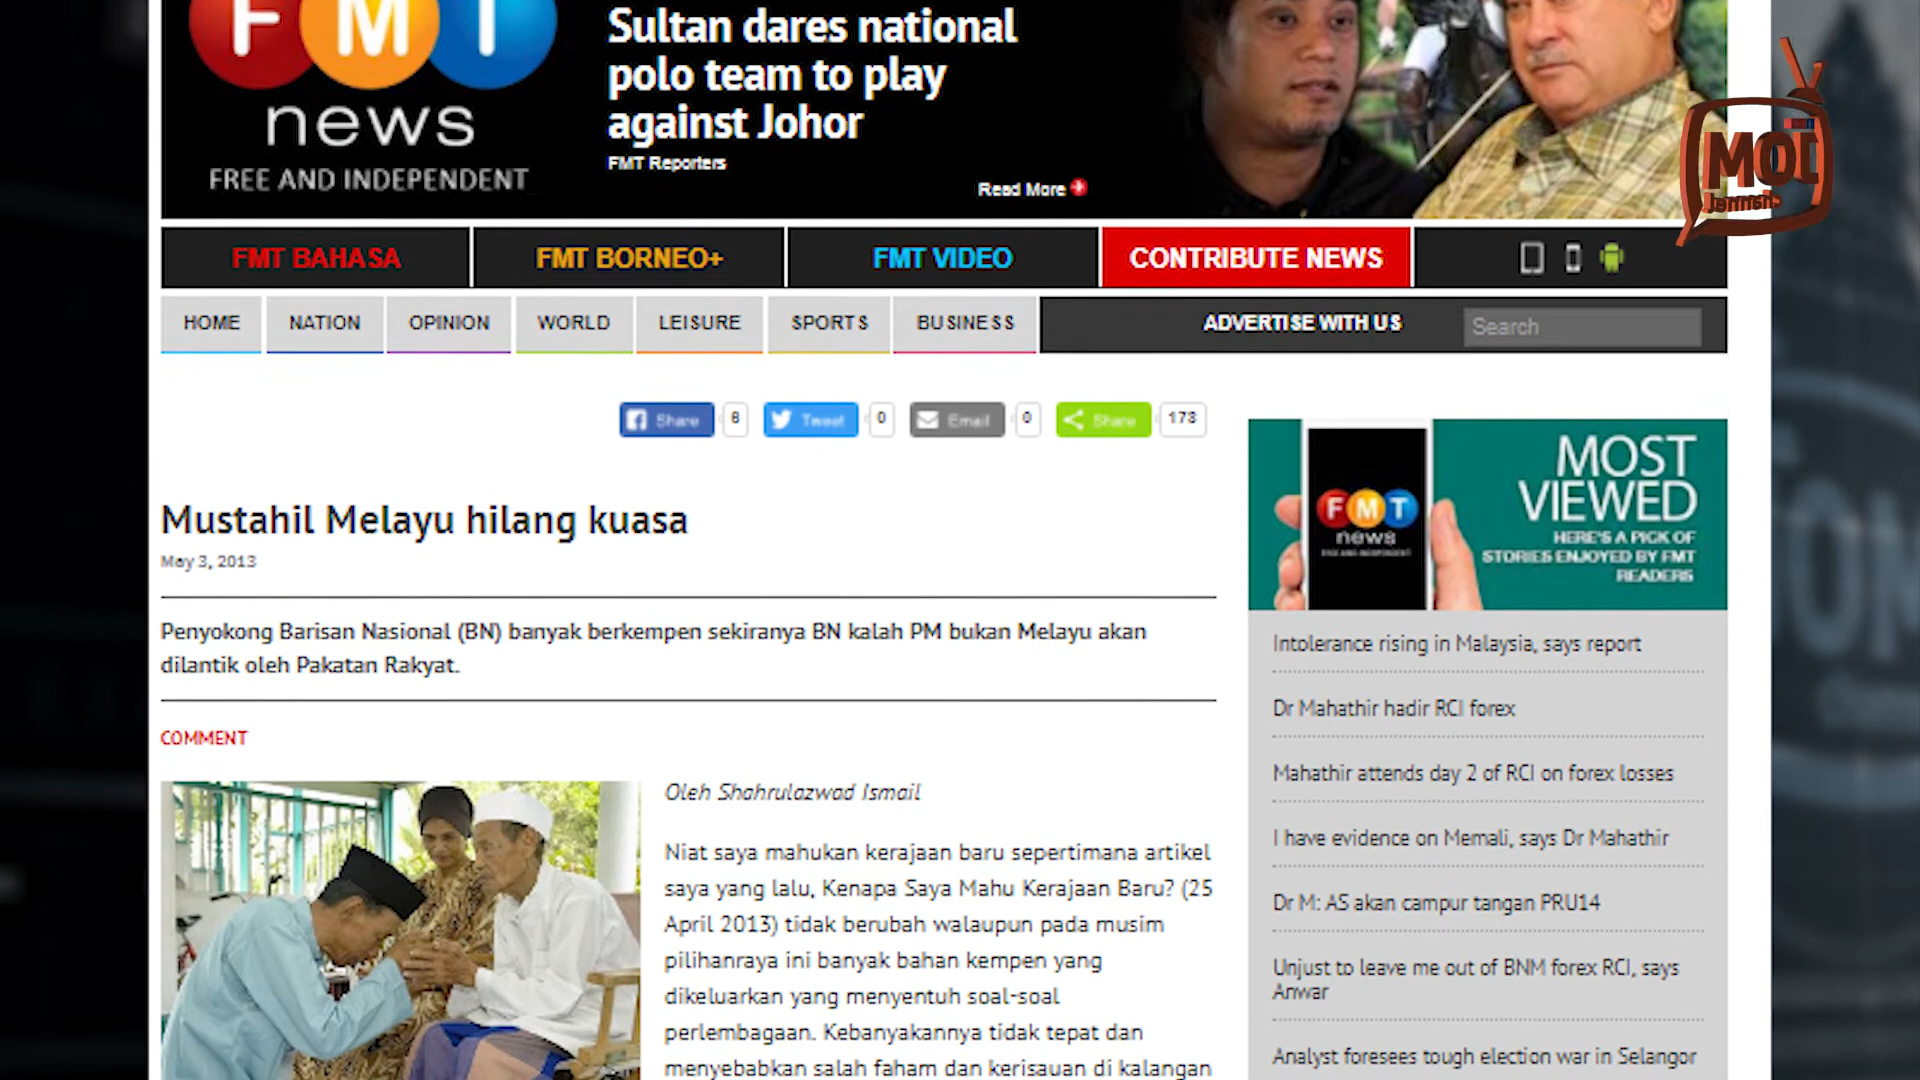 FMT
news
FREE AND INDEPENDENT
Sultan dares national
polo team to play
against Johor
FMT Reporters
Read More
FMT BAHASA
FMT BORNEO+
FMT VIDEO
CONTRIBUTE NEWS
HOME
NATION
OPINION
WORLD
LEISURE
SPORTS
BUSINESS
ADVERTISE WITH US
Search
Share 6
Tweet 0
Email 0
Share 173
Mustahil Melayu hilang kuasa
May 3, 2013
Penyokong Barisan Nasional (BN) banyak berkempen sekiranya BN kalah PM bukan Melayu akan
dilantik oleh Pakatan Rakyat.
COMMENT
Oleh Shahrulazwad Ismail
Niat saya mahukan kerajaan baru sepertimana artikel
saya yang lalu, Kenapa Saya Mahu Kerajaan Baru? (25
April 2013) tidak berubah walaupun pada musim
pilihanraya ini banyak bahan kempen yang
dikeluarkan yang menyentuh soal-soal
perlembagaan. Kebanyakannya tidak tepat dan
menyebabkan salah faham dan kerisauan di kalangan
FMT
news
FREE AND INDEPENDENT
MOST
VIEWED
HERE'S A PICK OF
STORIES ENJOYED BY FMT
READERS
Intolerance rising in Malaysia, says report
Dr Mahathir hadir RCI forex
Mahathir attends day 2 of RCI on forex losses
I have evidence on Memali, says Dr Mahathir
Dr M: AS akan campur tangan PRU14
Unjust to leave me out of BNM forex RCI, says
Anwar
Analyst foresees tough election war in Selangor
JOM
channel